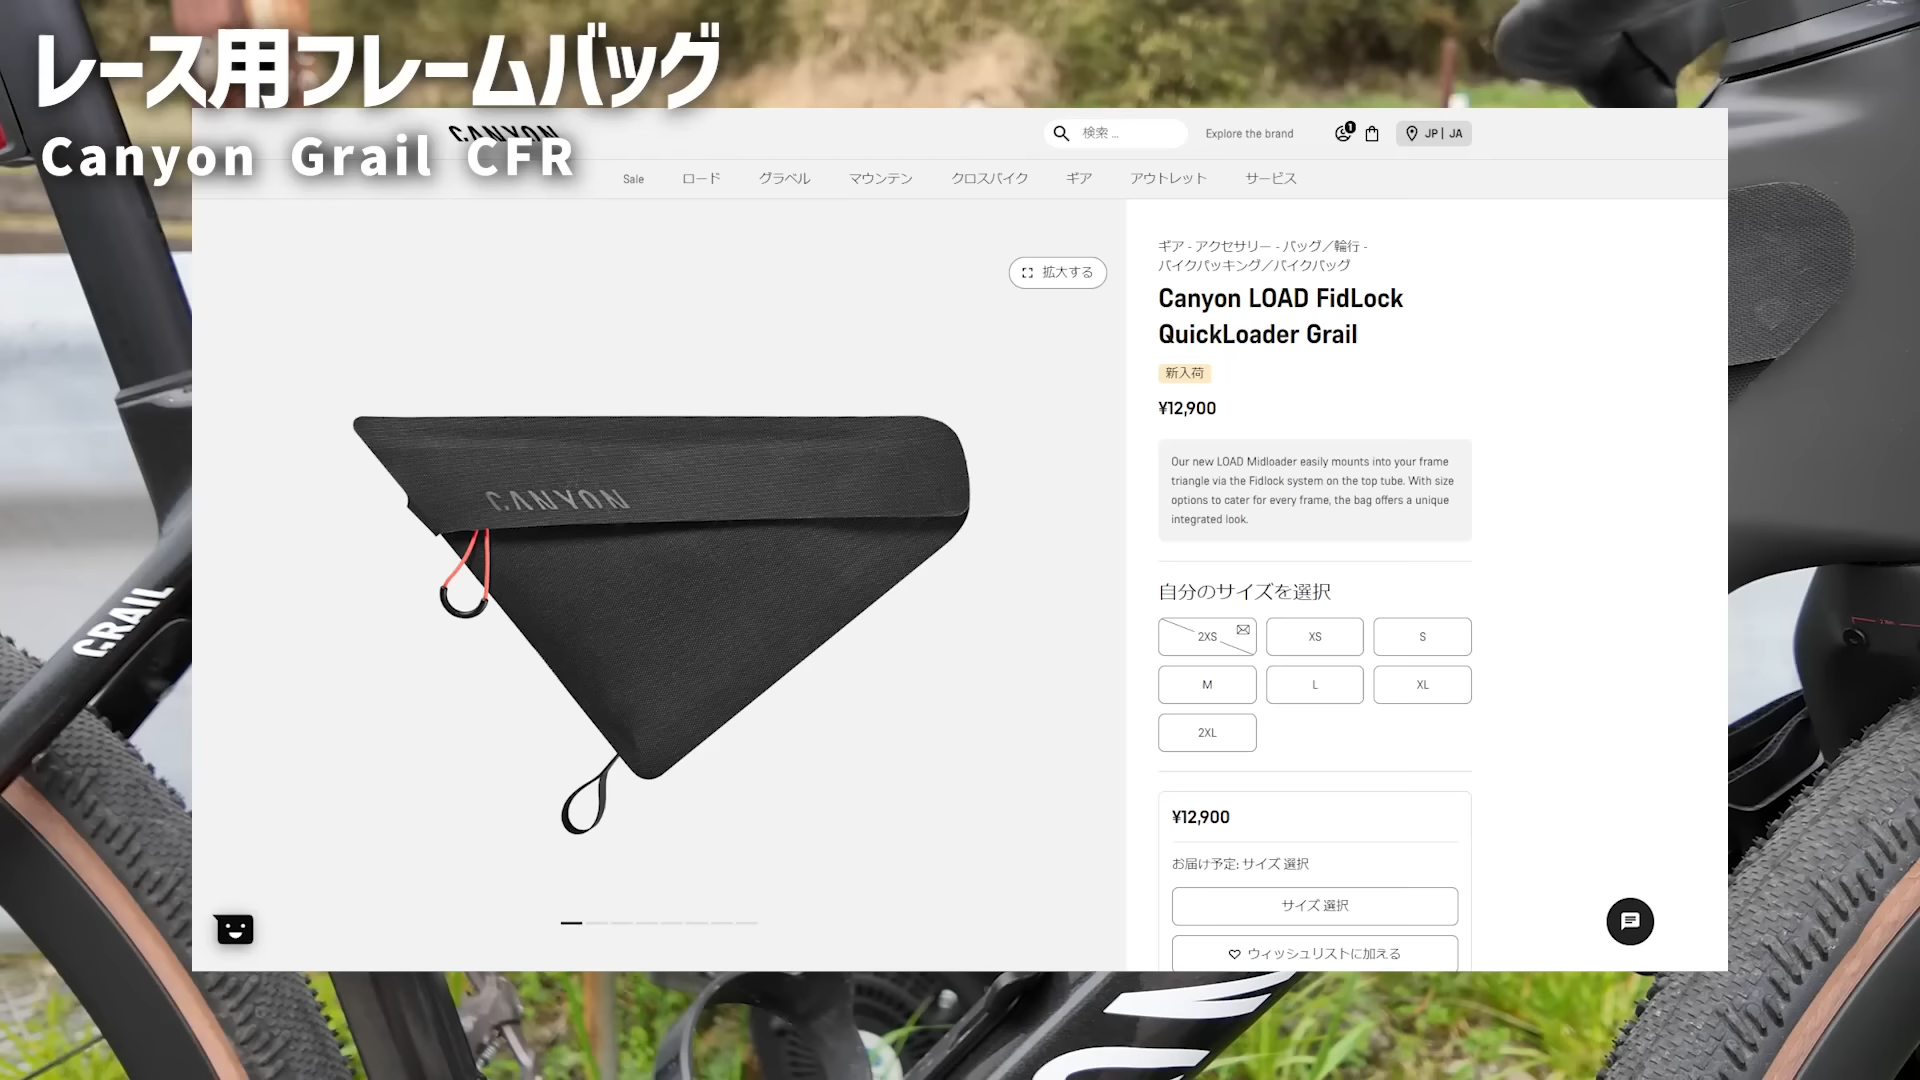 レース用フレームバッグ
Canyon Grail CFR
CANYON
検索 ...
Explore the brand
1
JP | JA
Sale
ロード
グラベル
マウンテン
クロスバイク
ギア
アウトレット
サービス
拡大する
ギア - アクセサリー - バッグ／輪行 -
バイクパッキング／バイクバッグ
Canyon LOAD FidLock
QuickLoader Grail
新入荷
¥12,900
Our new LOAD Midloader easily mounts into your frame
triangle via the Fidlock system on the top tube. With size
options to cater for every frame, the bag offers a unique
integrated look.
自分のサイズを選択
2XS
XS
S
M
L
XL
2XL
¥12,900
お届け予定: サイズ 選択
サイズ 選択
ウィッシュリストに加える
CANYON
GRAIL